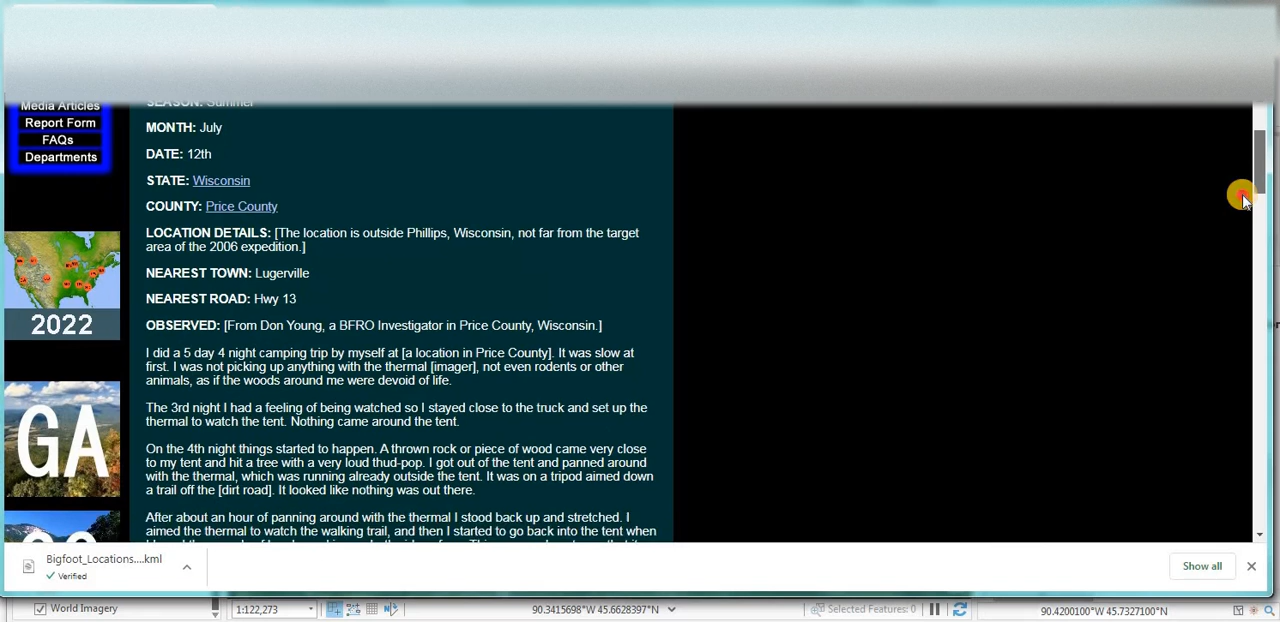 Media Articles
Report Form
FAQs
Departments
2022
GA
SEASON: Summer
MONTH: July
DATE: 12th
STATE: Wisconsin
COUNTY: Price County
LOCATION DETAILS: [The location is outside Phillips, Wisconsin, not far from the target
area of the 2006 expedition.]
NEAREST TOWN: Lugerville
NEAREST ROAD: Hwy 13
OBSERVED: [From Don Young, a BFRO Investigator in Price County, Wisconsin.]
I did a 5 day 4 night camping trip by myself at [a location in Price County]. It was slow at
first. I was not picking up anything with the thermal [imager], not even rodents or other
animals, as if the woods around me were devoid of life.
The 3rd night I had a feeling of being watched so I stayed close to the truck and set up the
thermal to watch the tent. Nothing came around the tent.
On the 4th night things started to happen. A thrown rock or piece of wood came very close
to my tent and hit a tree with a very loud thud-pop. I got out of the tent and panned around
with the thermal, which was running already outside the tent. It was on a tripod aimed down
a trail off the [dirt road]. It looked like nothing was out there.
After about an hour of panning around with the thermal I stood back up and stretched. I
aimed the thermal to watch the walking trail, and then I started to go back into the tent when
Bigfoot_Locations....kml
Verified
Show all
World Imagery
1:122,273
90.3415698°W 45.6628397°N
Selected Features: 0
90.4200100°W 45.7327100°N